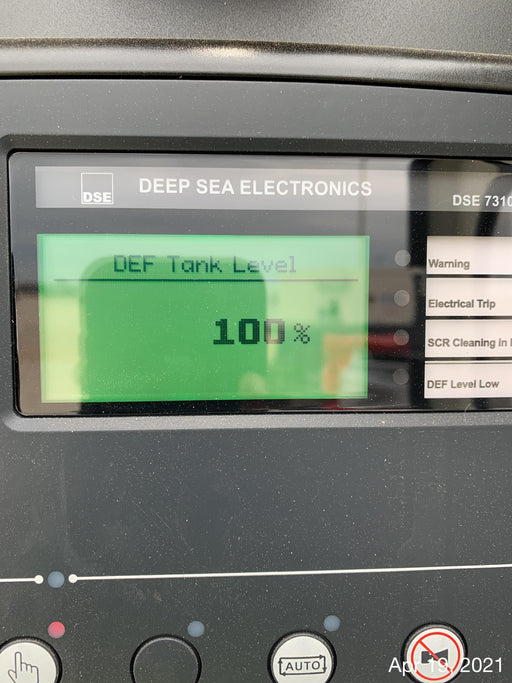 DSE
DEEP SEA ELECTRONICS
DSE 7310
DEF Tank Level
100 %
Warning
Electrical Trip
SCR Cleaning in
DEF Level Low
AUTO
Apr 19, 2021